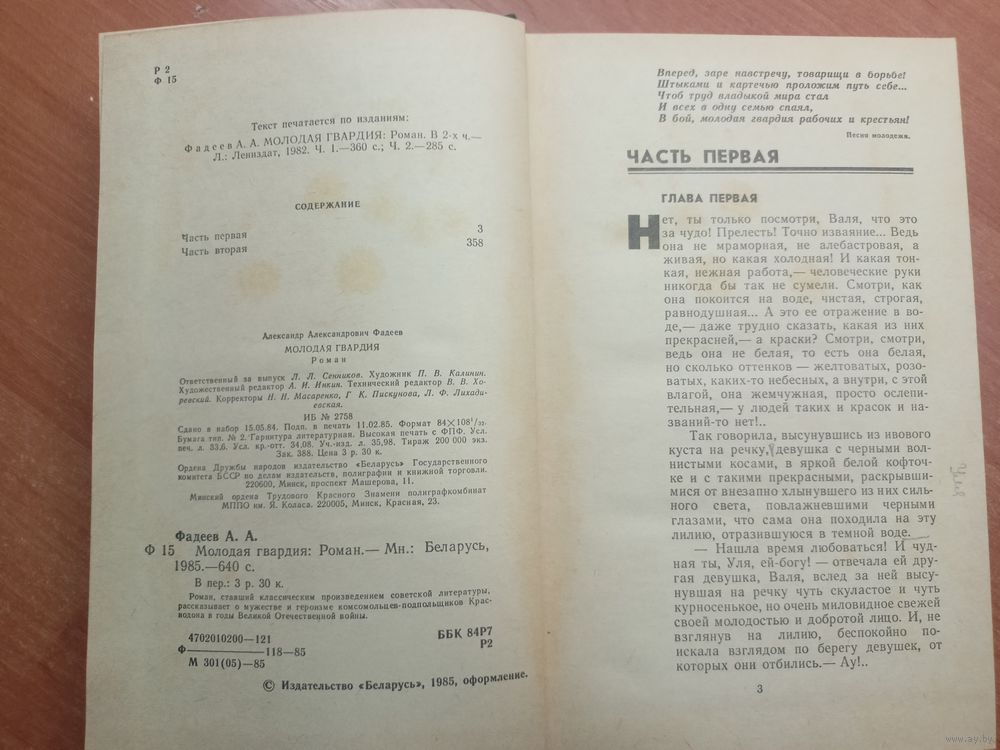 Р 2
Ф 15
Текст печатается по изданиям:
Фадеев А. А. МОЛОДАЯ ГВАРДИЯ: Роман. В 2-х ч.—
Л.: Лениздат, 1982. Ч. 1.—360 с.; Ч. 2.—285 с.
СОДЕРЖАНИЕ
Часть первая 3
Часть вторая 358
Александр Александрович Фадеев
МОЛОДАЯ ГВАРДИЯ
Роман
Ответственный за выпуск Л. Л. Сенников. Художник П. В. Калинин.
Художественный редактор А. И. Инкин. Технический редактор В. В. Хо-
ревский. Корректоры Н. Н. Масаренко, Г. К. Пискунова, Л. Ф. Лихади-
евская.
ИБ № 2758
Сдано в набор 15.05.84. Подп. в печать 11.02.85. Формат 84×108¹/₃₂.
Бумага тип. № 2. Гарнитура литературная. Высокая печать с ФПФ. Усл.
печ. л. 33,6. Усл. кр.-отт. 34,08. Уч.-изд. л. 35,98. Тираж 200 000 экз.
Зак. 388. Цена 3 р. 30 к.
Ордена Дружбы народов издательство «Беларусь» Государственного
комитета БССР по делам издательств, полиграфии и книжной торговли.
220600, Минск, проспект Машерова, 11.
Минский ордена Трудового Красного Знамени полиграфкомбинат
МППО им. Я. Коласа. 220005, Минск, Красная, 23.
Фадеев А. А.
Ф 15 Молодая гвардия: Роман.— Мн.: Беларусь,
1985.—640 с.
В пер.: 3 р. 30 к.
Роман, ставший классическим произведением советской литературы,
рассказывает о мужестве и героизме комсомольцев-подпольщиков Крас-
нодона в годы Великой Отечественной войны.
4702010200—121
Ф————118—85
М 301(05)—85
ББК 84Р7
Р2
© Издательство «Беларусь», 1985, оформление.
Вперед, заре навстречу, товарищи в борьбе!
Штыками и картечью проложим путь себе...
Чтоб труд владыкой мира стал
И всех в одну семью спаял,
В бой, молодая гвардия рабочих и крестьян!
Песня молодежи.
ЧАСТЬ ПЕРВАЯ
ГЛАВА ПЕРВАЯ
Нет, ты только посмотри, Валя, что это
за чудо! Прелесть! Точно изваяние... Ведь
она не мраморная, не алебастровая, а
живая, но какая холодная! И какая тон-
кая, нежная работа,— человеческие руки
никогда бы так не сумели. Смотри, как
она покоится на воде, чистая, строгая,
равнодушная... А это ее отражение в во-
де,— даже трудно сказать, какая из них
прекрасней,— а краски? Смотри, смотри,
ведь она не белая, то есть она белая,
но сколько оттенков — желтоватых, розо-
ватых, каких-то небесных, а внутри, с этой
влагой, она жемчужная, просто ослепи-
тельная,— у людей таких и красок и на-
званий-то нет!..
Так говорила, высунувшись из ивового
куста на речку, девушка с черными вол-
нистыми косами, в яркой белой кофточ-
ке и с такими прекрасными, раскрывши-
мися от внезапно хлынувшего из них силь-
ного света, повлажневшими черными
глазами, что сама она походила на эту
лилию, отразившуюся в темной воде.
— Нашла время любоваться! И чуд-
ная ты, Уля, ей-богу! — отвечала ей дру-
гая девушка, Валя, вслед за ней высу-
нувшая на речку чуть скуластое и чуть
курносенькое, но очень миловидное свежей
своей молодостью и добротой лицо. И, не
взглянув на лилию, беспокойно по-
искала взглядом по берегу девушек, от
которых они отбились.— Ау!..
3
www.ay.by